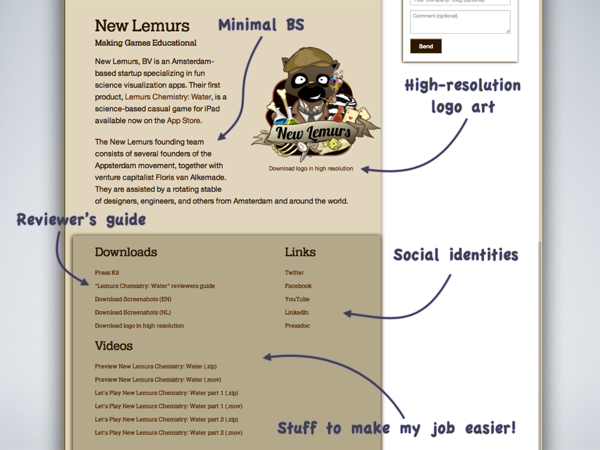 Your Company, Blog (optional)
Comment (optional)
Send
New Lemurs
Making Games Educational
Minimal BS
New Lemurs, BV is an Amsterdam-
based startup specializing in fun
science visualization apps. Their first
product, Lemurs Chemistry: Water, is a
science-based casual game for iPad
available now on the App Store.
New Lemurs
Download logo in high resolution
High-resolution
logo art
The New Lemurs founding team
consists of several founders of the
Appsterdam movement, together with
venture capitalist Floris van Alkemade.
They are assisted by a rotating stable
of designers, engineers, and others from Amsterdam and around the world.
Reviewer's guide
Downloads
Press Kit
"Lemurs Chemistry: Water" reviewers guide
Download Screenshots (EN)
Download Screenshots (NL)
Download logo in high resolution
Links
Twitter
Facebook
YouTube
LinkedIn
Pressdoc
Social identities
Videos
Preview New Lemurs Chemistry: Water (.zip)
Preview New Lemurs Chemistry: Water (.mov)
Let's Play New Lemurs Chemistry: Water part 1 (.zip)
Let's Play New Lemurs Chemistry: Water part 1 (.mov)
Let's Play New Lemurs Chemistry: Water part 2 (.zip)
Let's Play New Lemurs Chemistry: Water part 2 (.mov)
Stuff to make my job easier!